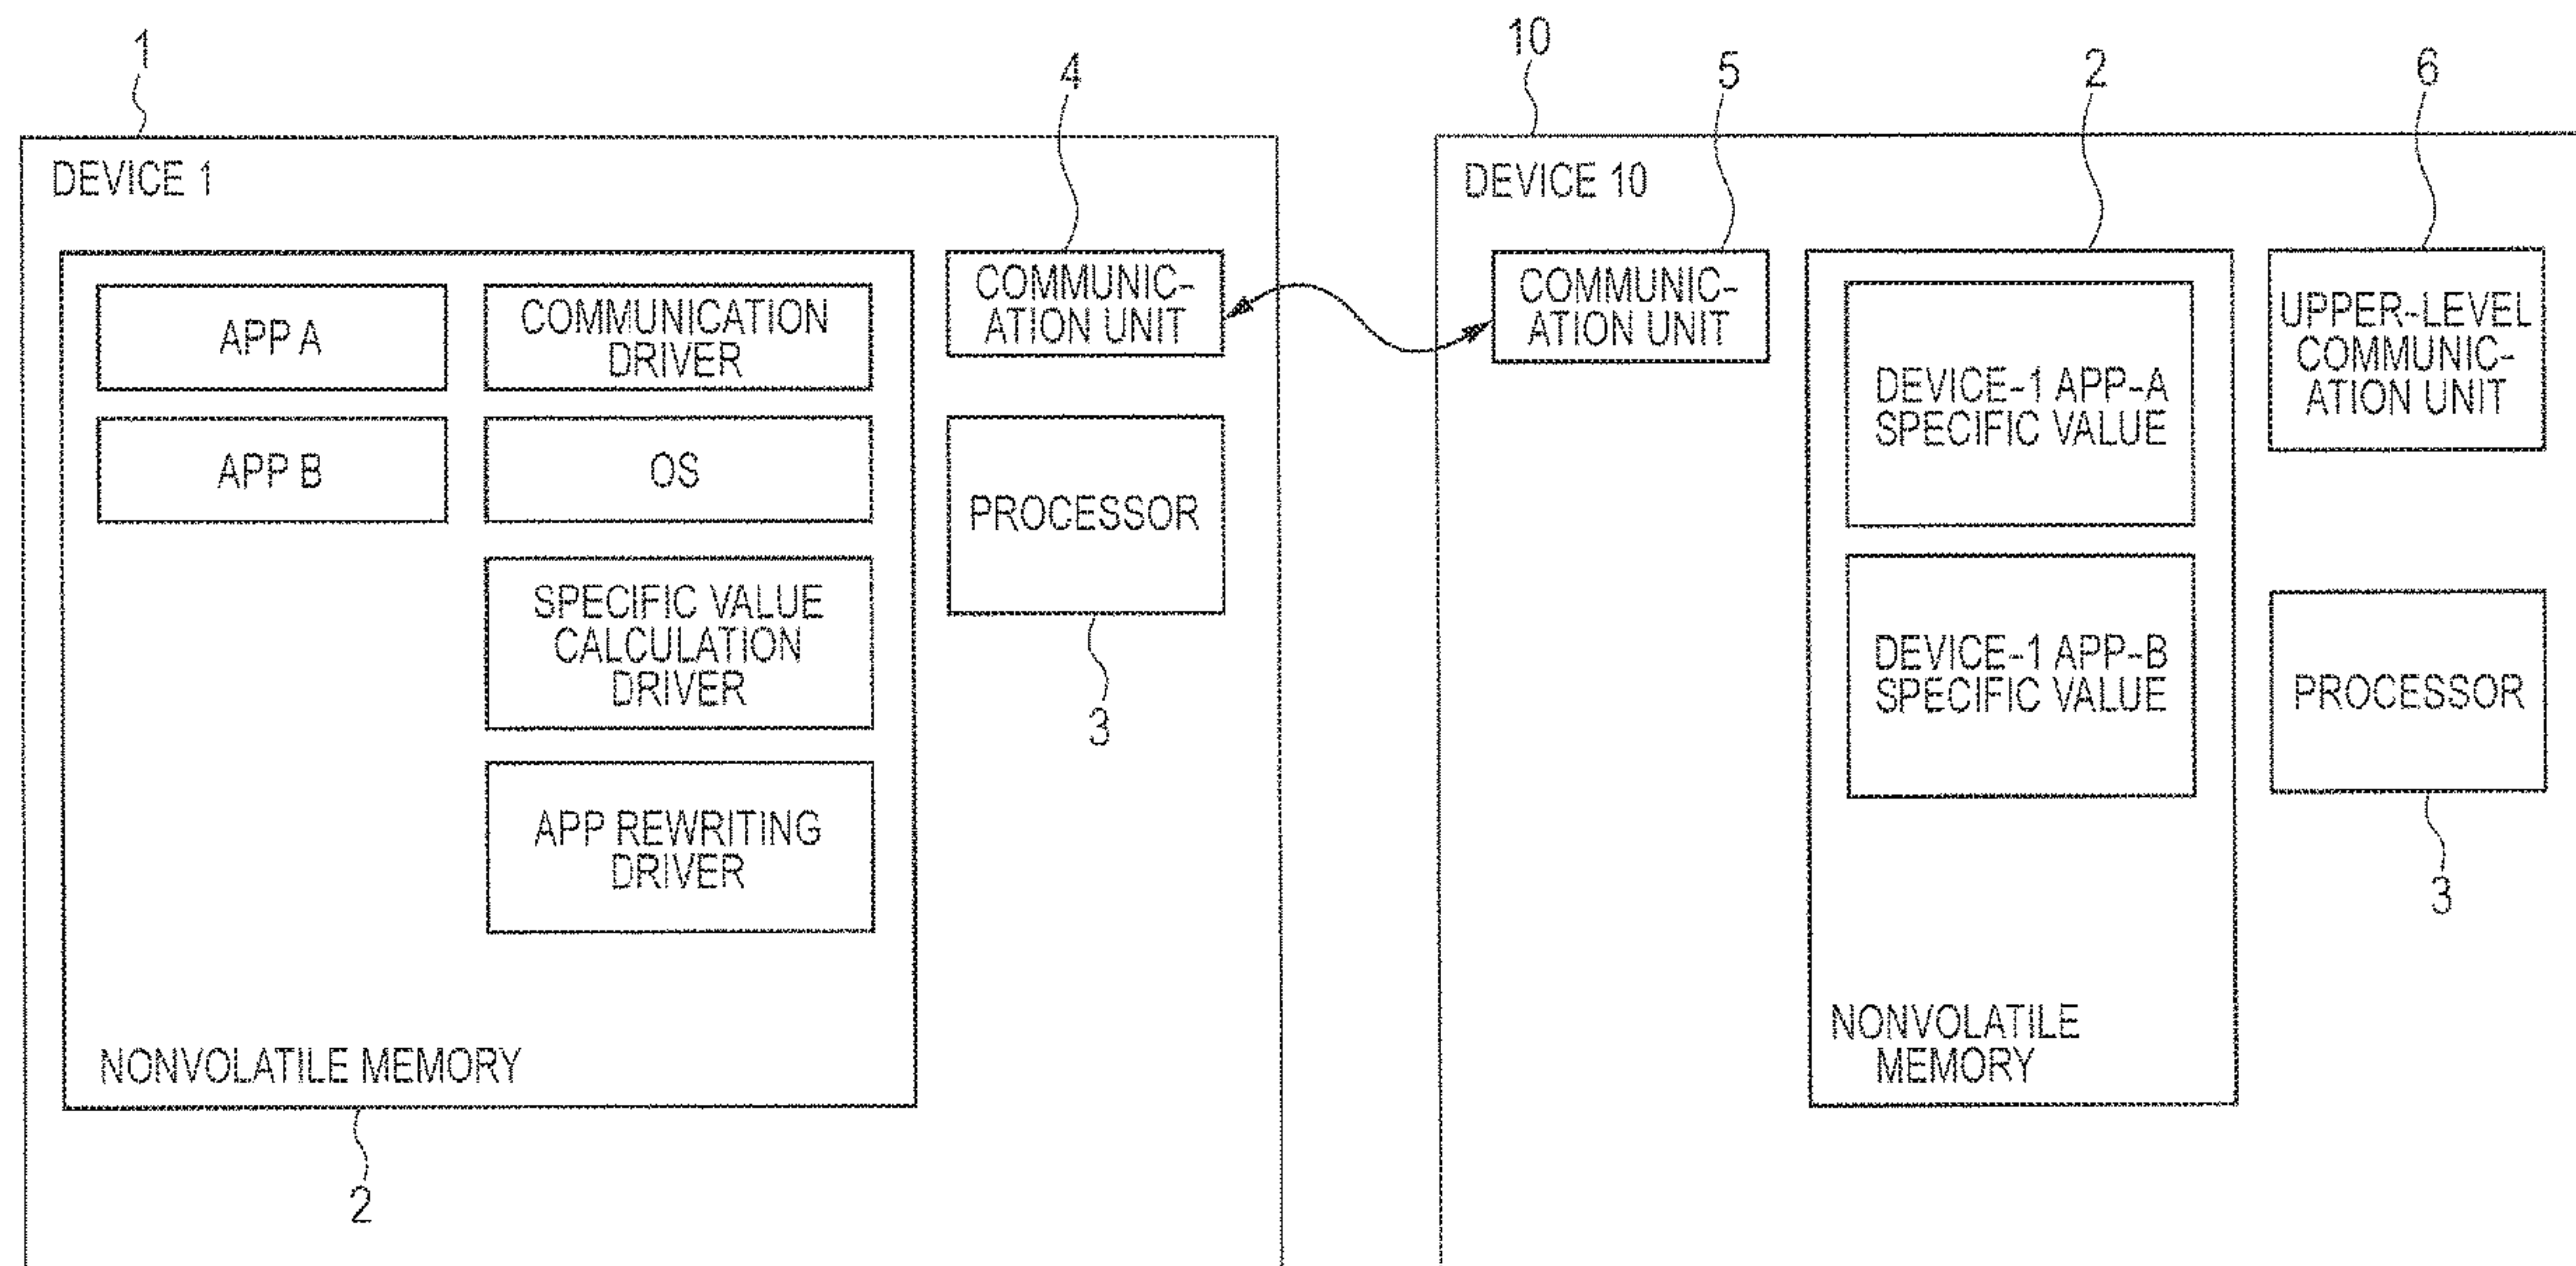 1
4
10
5
2
6
DEVICE 1
DEVICE 10
APP A
COMMUNICATION
DRIVER
COMMUNIC-
ATION UNIT
COMMUNIC-
ATION UNIT
DEVICE-1 APP-A
SPECIFIC VALUE
UPPER-LEVEL
COMMUNIC-
ATION UNIT
APP B
OS
PROCESSOR
3
SPECIFIC VALUE
CALCULATION
DRIVER
DEVICE-1 APP-B
SPECIFIC VALUE
PROCESSOR
3
APP REWRITING
DRIVER
NONVOLATILE MEMORY
2
NONVOLATILE
MEMORY